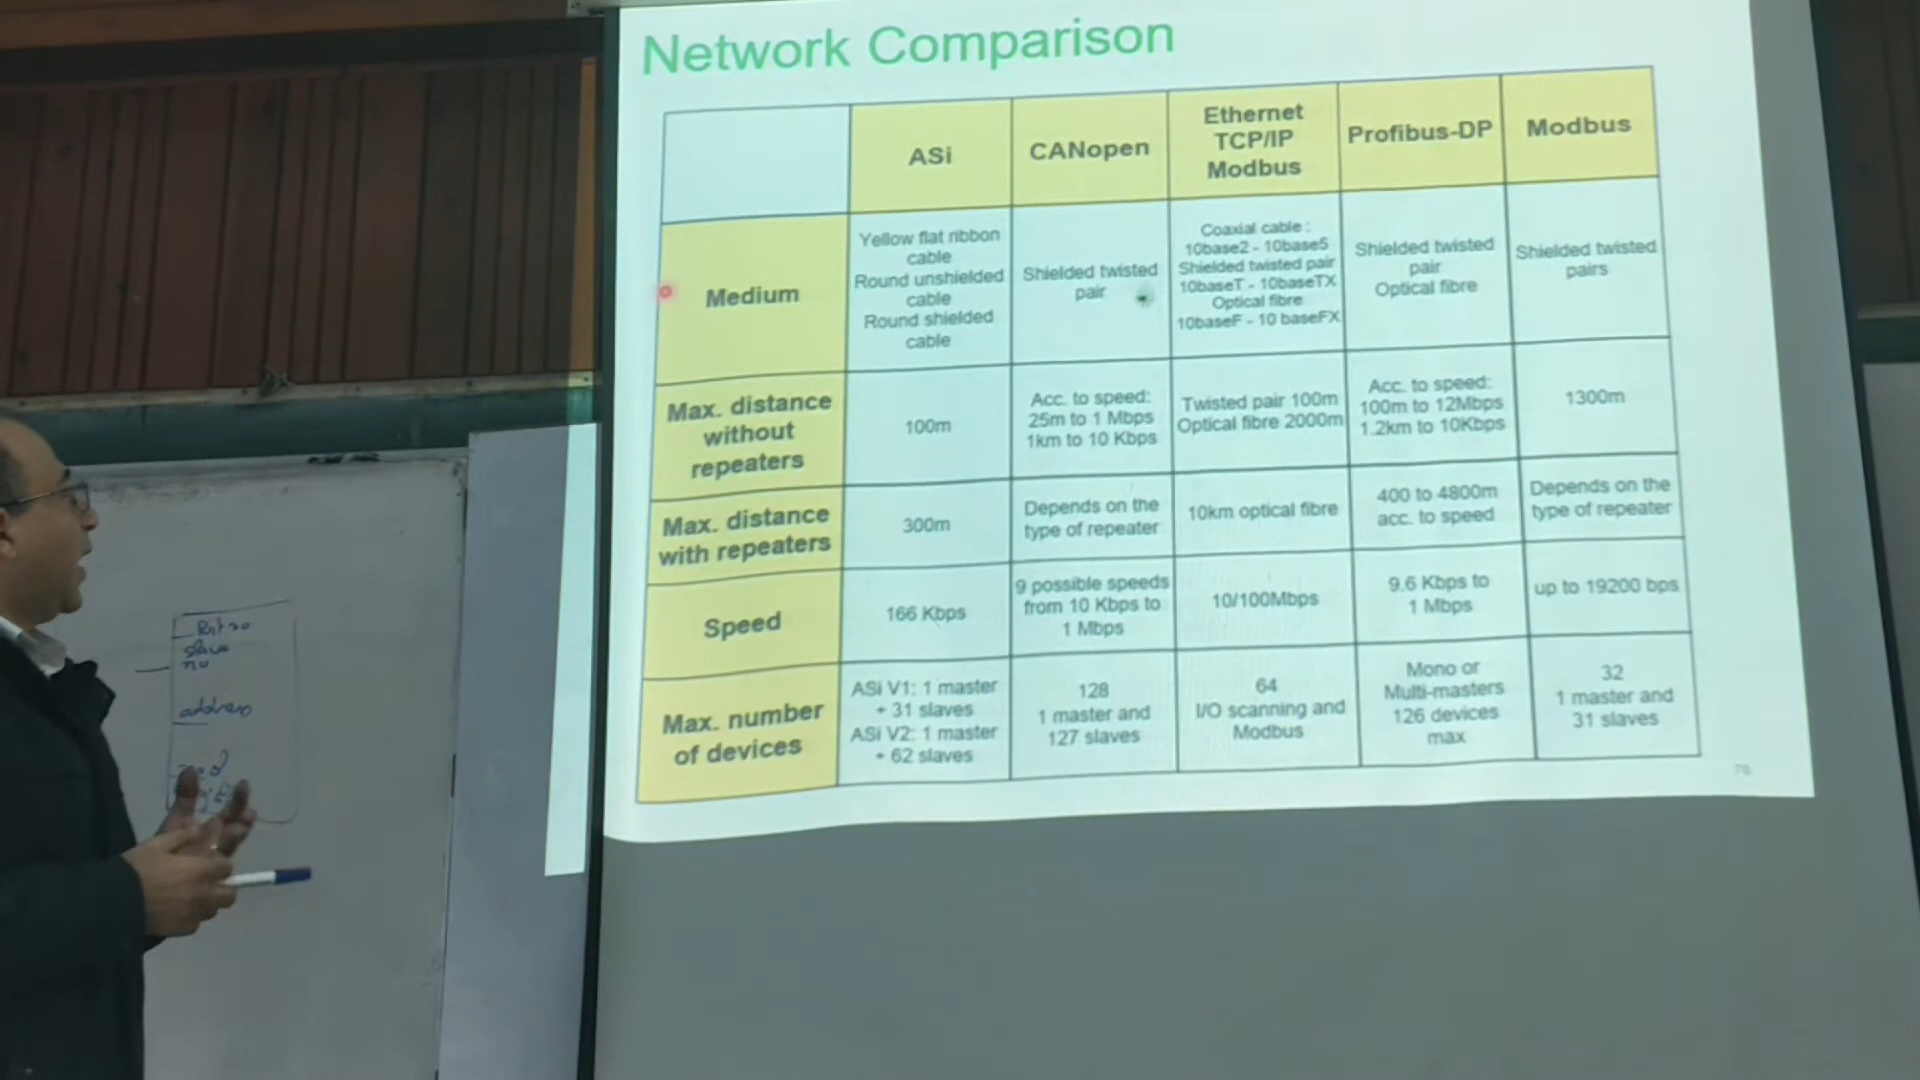 Network Comparison
ASi
CANopen
Ethernet
TCP/IP
Modbus
Profibus-DP
Modbus
Medium
Yellow flat ribbon
cable
Round unshielded
cable
Round shielded
cable
Shielded twisted
pair
Coaxial cable :
10base2 - 10base5
Shielded twisted pair
10baseT - 10baseTX
Optical fibre
10baseF - 10 baseFX
Shielded twisted
pair
Optical fibre
Shielded twisted
pairs
Max. distance
without
repeaters
100m
Acc. to speed:
25m to 1 Mbps
1km to 10 Kbps
Twisted pair 100m
Optical fibre 2000m
Acc. to speed:
100m to 12Mbps
1.2km to 10Kbps
1300m
Max. distance
with repeaters
300m
Depends on the
type of repeater
10km optical fibre
400 to 4800m
acc. to speed
Depends on the
type of repeater
Speed
166 Kbps
9 possible speeds
from 10 Kbps to
1 Mbps
10/100Mbps
9.6 Kbps to
1 Mbps
up to 19200 bps
Max. number
of devices
ASi V1: 1 master
+ 31 slaves
ASi V2: 1 master
+ 62 slaves
128
1 master and
127 slaves
64
I/O scanning and
Modbus
Mono or
Multi-masters
126 devices
max
32
1 master and
31 slaves
slave
no
address